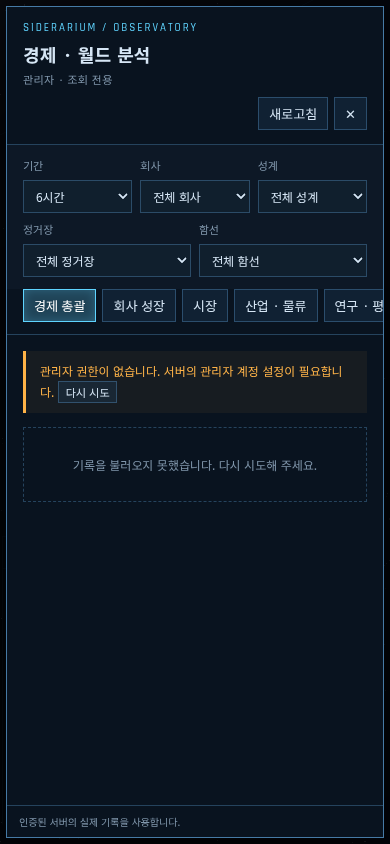 SIDERARIUM / OBSERVATORY
경제 · 월드 분석
관리자 · 조회 전용
새로고침 ✕
기간 회사 성계
6시간 전체 회사 전체 성계
정거장 함선
전체 정거장 전체 함선
경제 총괄 회사 성장 시장 산업 · 물류 연구 · 평
관리자 권한이 없습니다. 서버의 관리자 계정 설정이 필요합니
다. 다시 시도
기록을 불러오지 못했습니다. 다시 시도해 주세요.
인증된 서버의 실제 기록을 사용합니다.